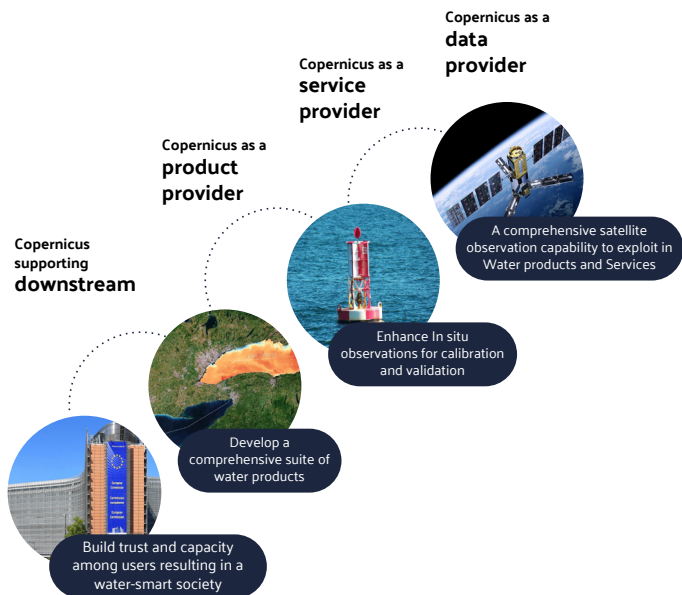 Copernicus as a
data
provider
Copernicus as a
service
provider
Copernicus as a
product
provider
Copernicus
supporting
downstream
A comprehensive satellite
observation capability to exploit in
Water products and Services
Enhance In situ
observations for calibration
and validation
Develop a
comprehensive suite of
water products
Build trust and capacity
among users resulting in a
water-smart society